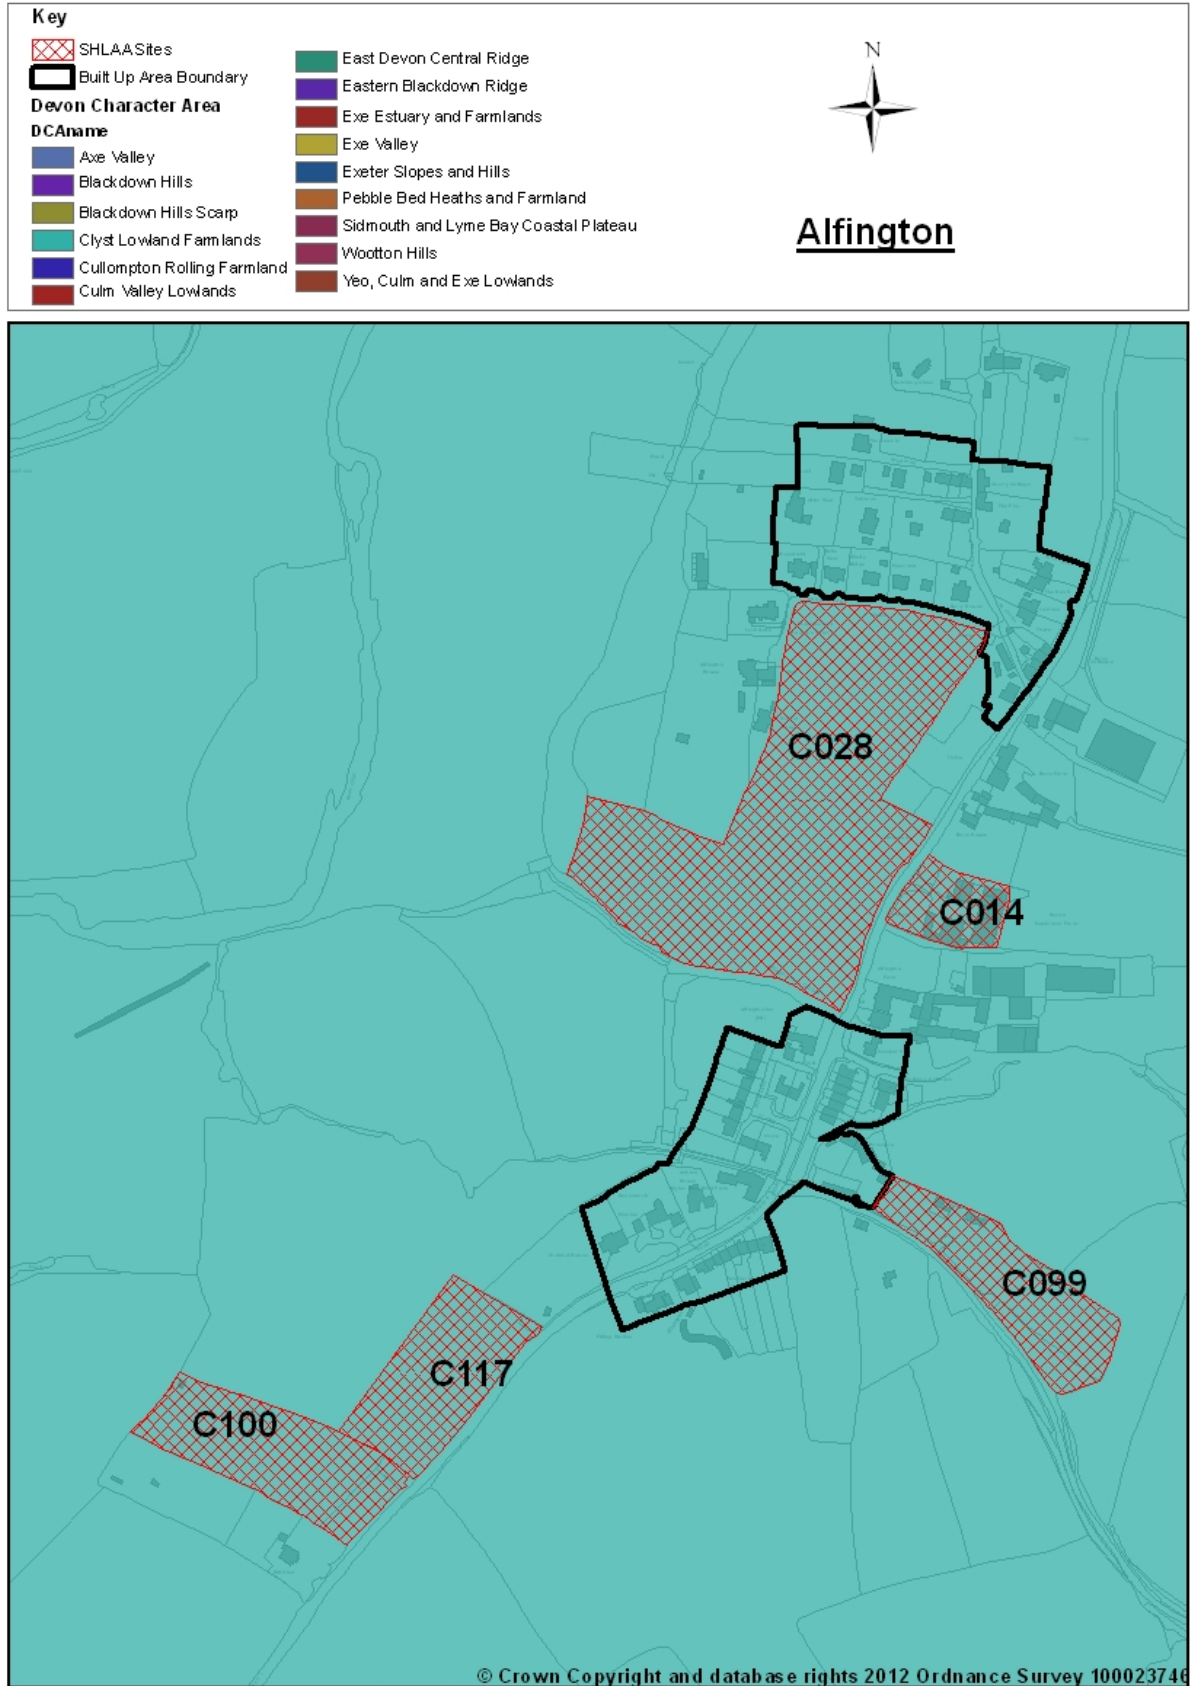 Key
SHLAA Sites
Built Up Area Boundary
Devon Character Area
DCAname
Axe Valley
Blackdown Hills
Blackdown Hills Scarp
Clyst Lowland Farmlands
Cullompton Rolling Farmland
Culm Valley Lowlands
East Devon Central Ridge
Eastern Blackdown Ridge
Exe Estuary and Farmlands
Exe Valley
Exeter Slopes and Hills
Pebble Bed Heaths and Farmland
Sidmouth and Lyme Bay Coastal Plateau
Wootton Hills
Yeo, Culm and Exe Lowlands
N
Alfington
C028
C014
C099
C117
C100
© Crown Copyright and database rights 2012 Ordnance Survey 100023746